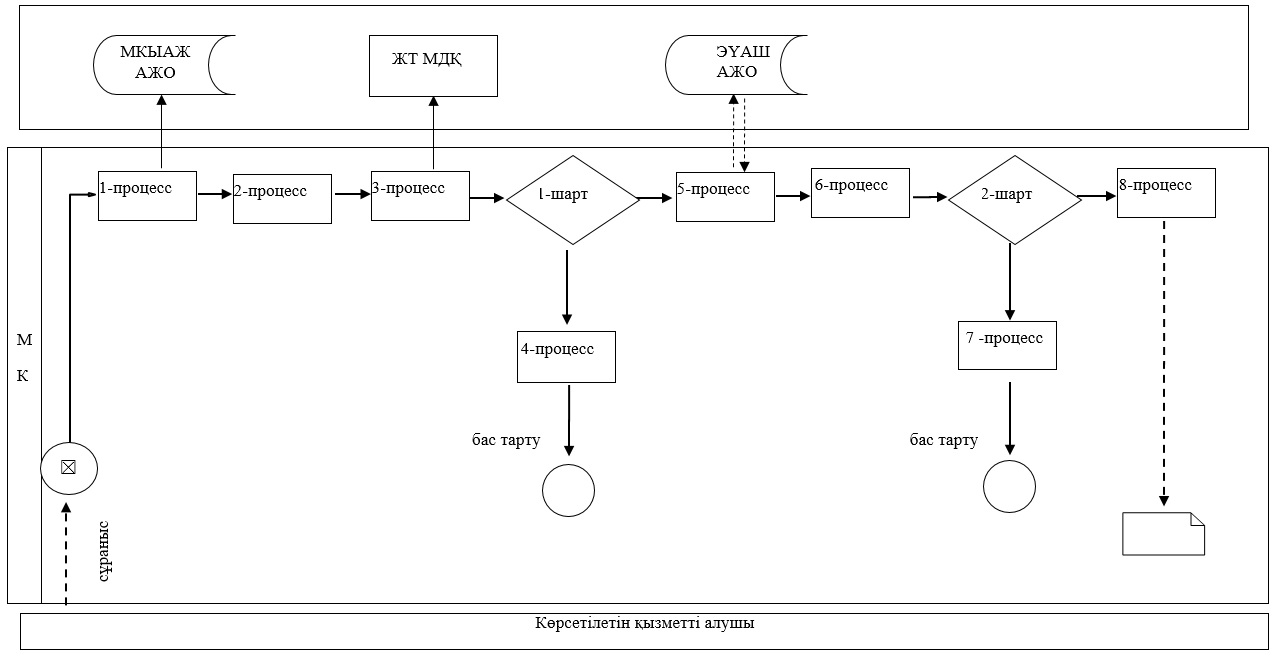 МКЫАЖ
АЖО
ЖТ МДҚ
ЭҮАШ
АЖО
1-процесс
2-процесс
3-процесс
1-шарт
5-процесс
6-процесс
2-шарт
8-процесс
М
К
4-процесс
7 -процесс
бас тарту
бас тарту
сұраныс
Көрсетілетін қызметті алушы